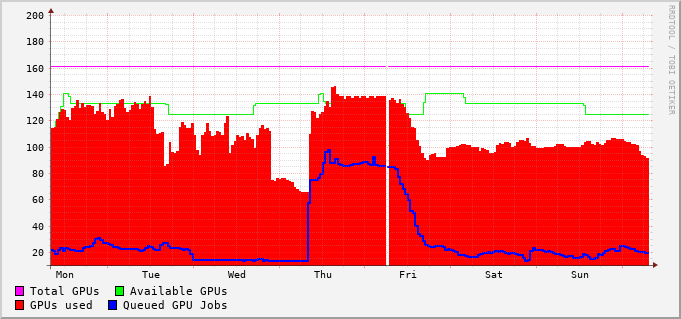 200
180
160
140
120
100
80
60
40
20
Mon Tue Wed Thu Fri Sat Sun
Total GPUs Available GPUs
GPUs used Queued GPU Jobs
RRDTOOL / TOBI OETIKER